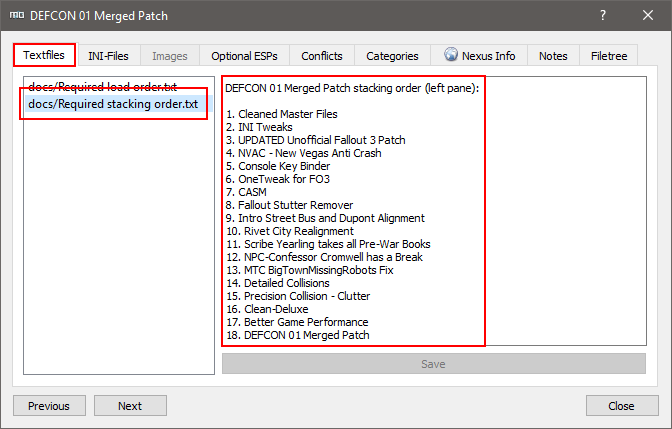 DEFCON 01 Merged Patch
Textfiles
INI-Files
Images
Optional ESPs
Conflicts
Categories
Nexus Info
Notes
Filetree
docs/Required load order.txt
docs/Required stacking order.txt
DEFCON 01 Merged Patch stacking order (left pane):
1. Cleaned Master Files
2. INI Tweaks
3. UPDATED Unofficial Fallout 3 Patch
4. NVAC - New Vegas Anti Crash
5. Console Key Binder
6. OneTweak for FO3
7. CASM
8. Fallout Stutter Remover
9. Intro Street Bus and Dupont Alignment
10. Rivet City Realignment
11. Scribe Yearling takes all Pre-War Books
12. NPC-Confessor Cromwell has a Break
13. MTC BigTownMissingRobots Fix
14. Detailed Collisions
15. Precision Collision - Clutter
16. Clean-Deluxe
17. Better Game Performance
18. DEFCON 01 Merged Patch
Save
Previous
Next
Close